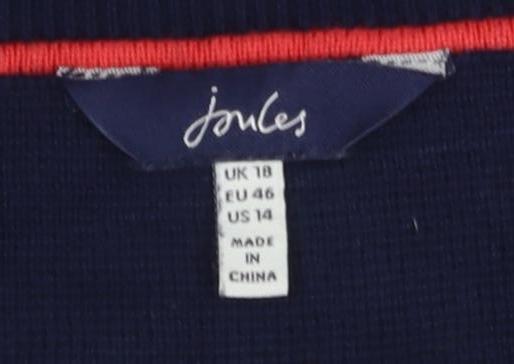 Joules
UK 18
EU 46
US 14
MADE
IN
CHINA